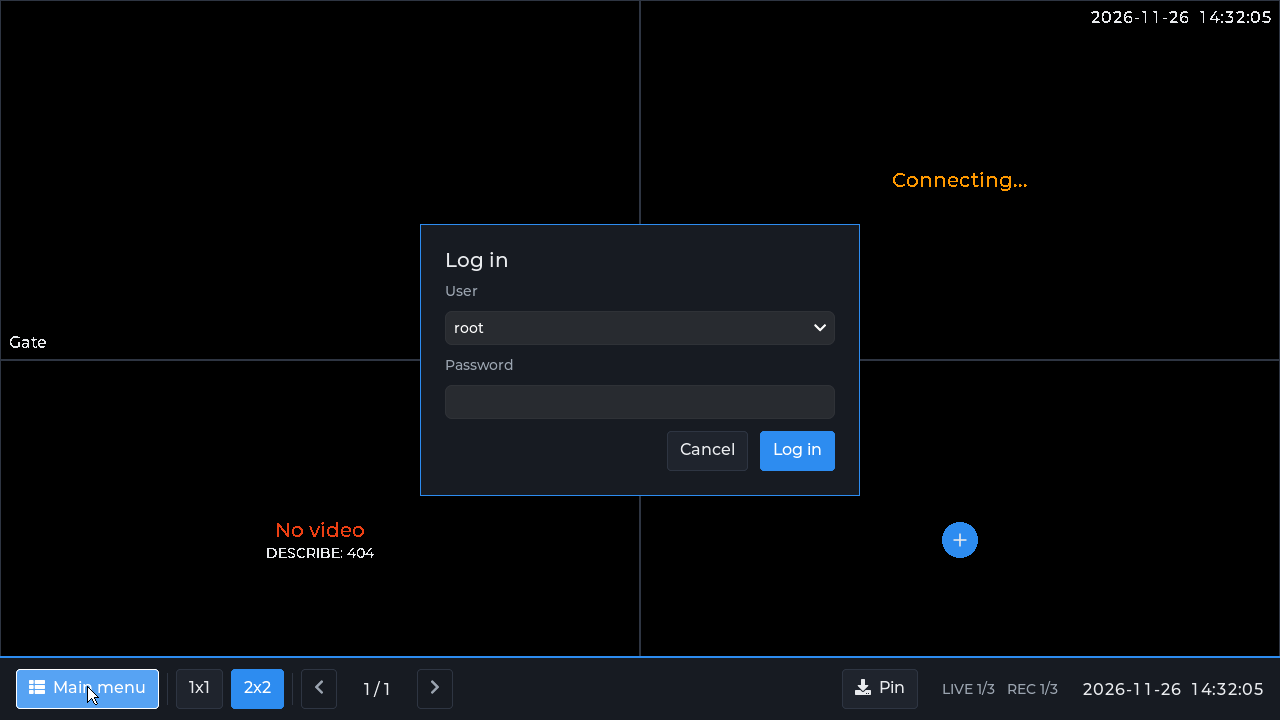 2026-11-26 14:32:05
Connecting...
Gate
Log in
User
root
Password
Cancel
Log in
No video
DESCRIBE: 404
Main menu
1x1
2x2
1 / 1
Pin
LIVE 1/3
REC 1/3
2026-11-26 14:32:05